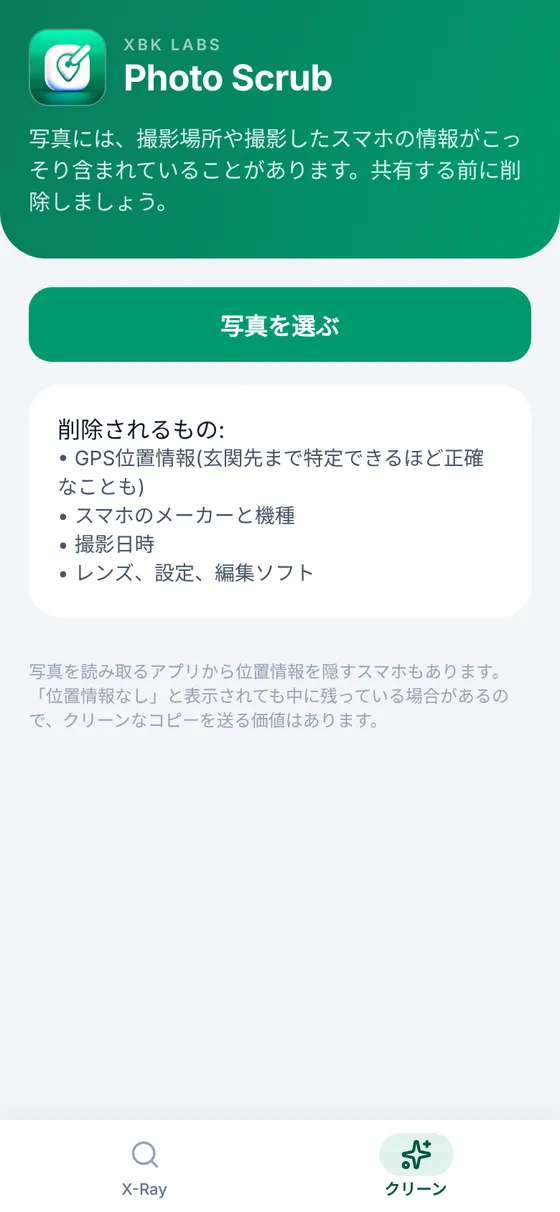 XBK LABS
Photo Scrub
写真には、撮影場所や撮影したスマホの情報がこっ
そり含まれていることがあります。共有する前に削
除しましょう。
写真を選ぶ
削除されるもの:
• GPS位置情報(玄関先まで特定できるほど正確
なことも)
• スマホのメーカーと機種
• 撮影日時
• レンズ、設定、編集ソフト
写真を読み取るアプリから位置情報を隠すスマホもあります。
「位置情報なし」と表示されても中に残っている場合があるの
で、クリーンなコピーを送る価値はあります。
X-Ray
クリーン